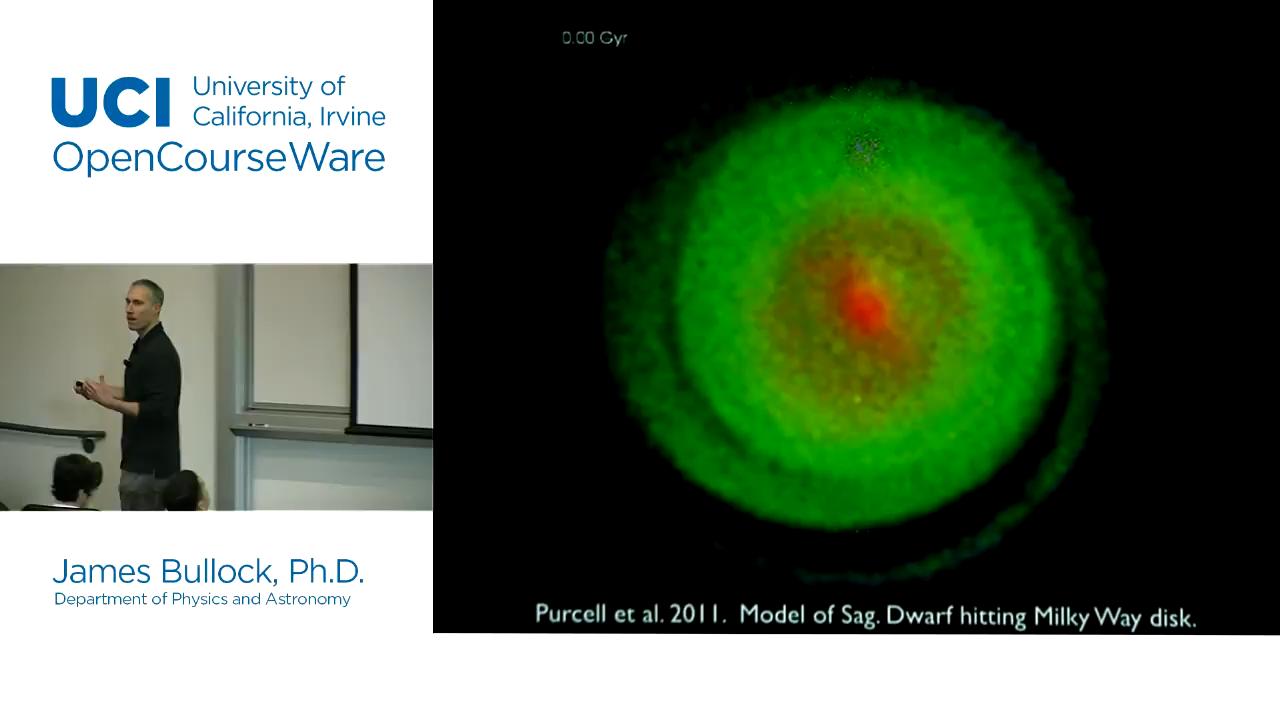 UCI University of
California, Irvine
OpenCourseWare
0.00 Gyr
James Bullock, Ph.D.
Department of Physics and Astronomy
Purcell et al. 2011. Model of Sag. Dwarf hitting Milky Way disk.